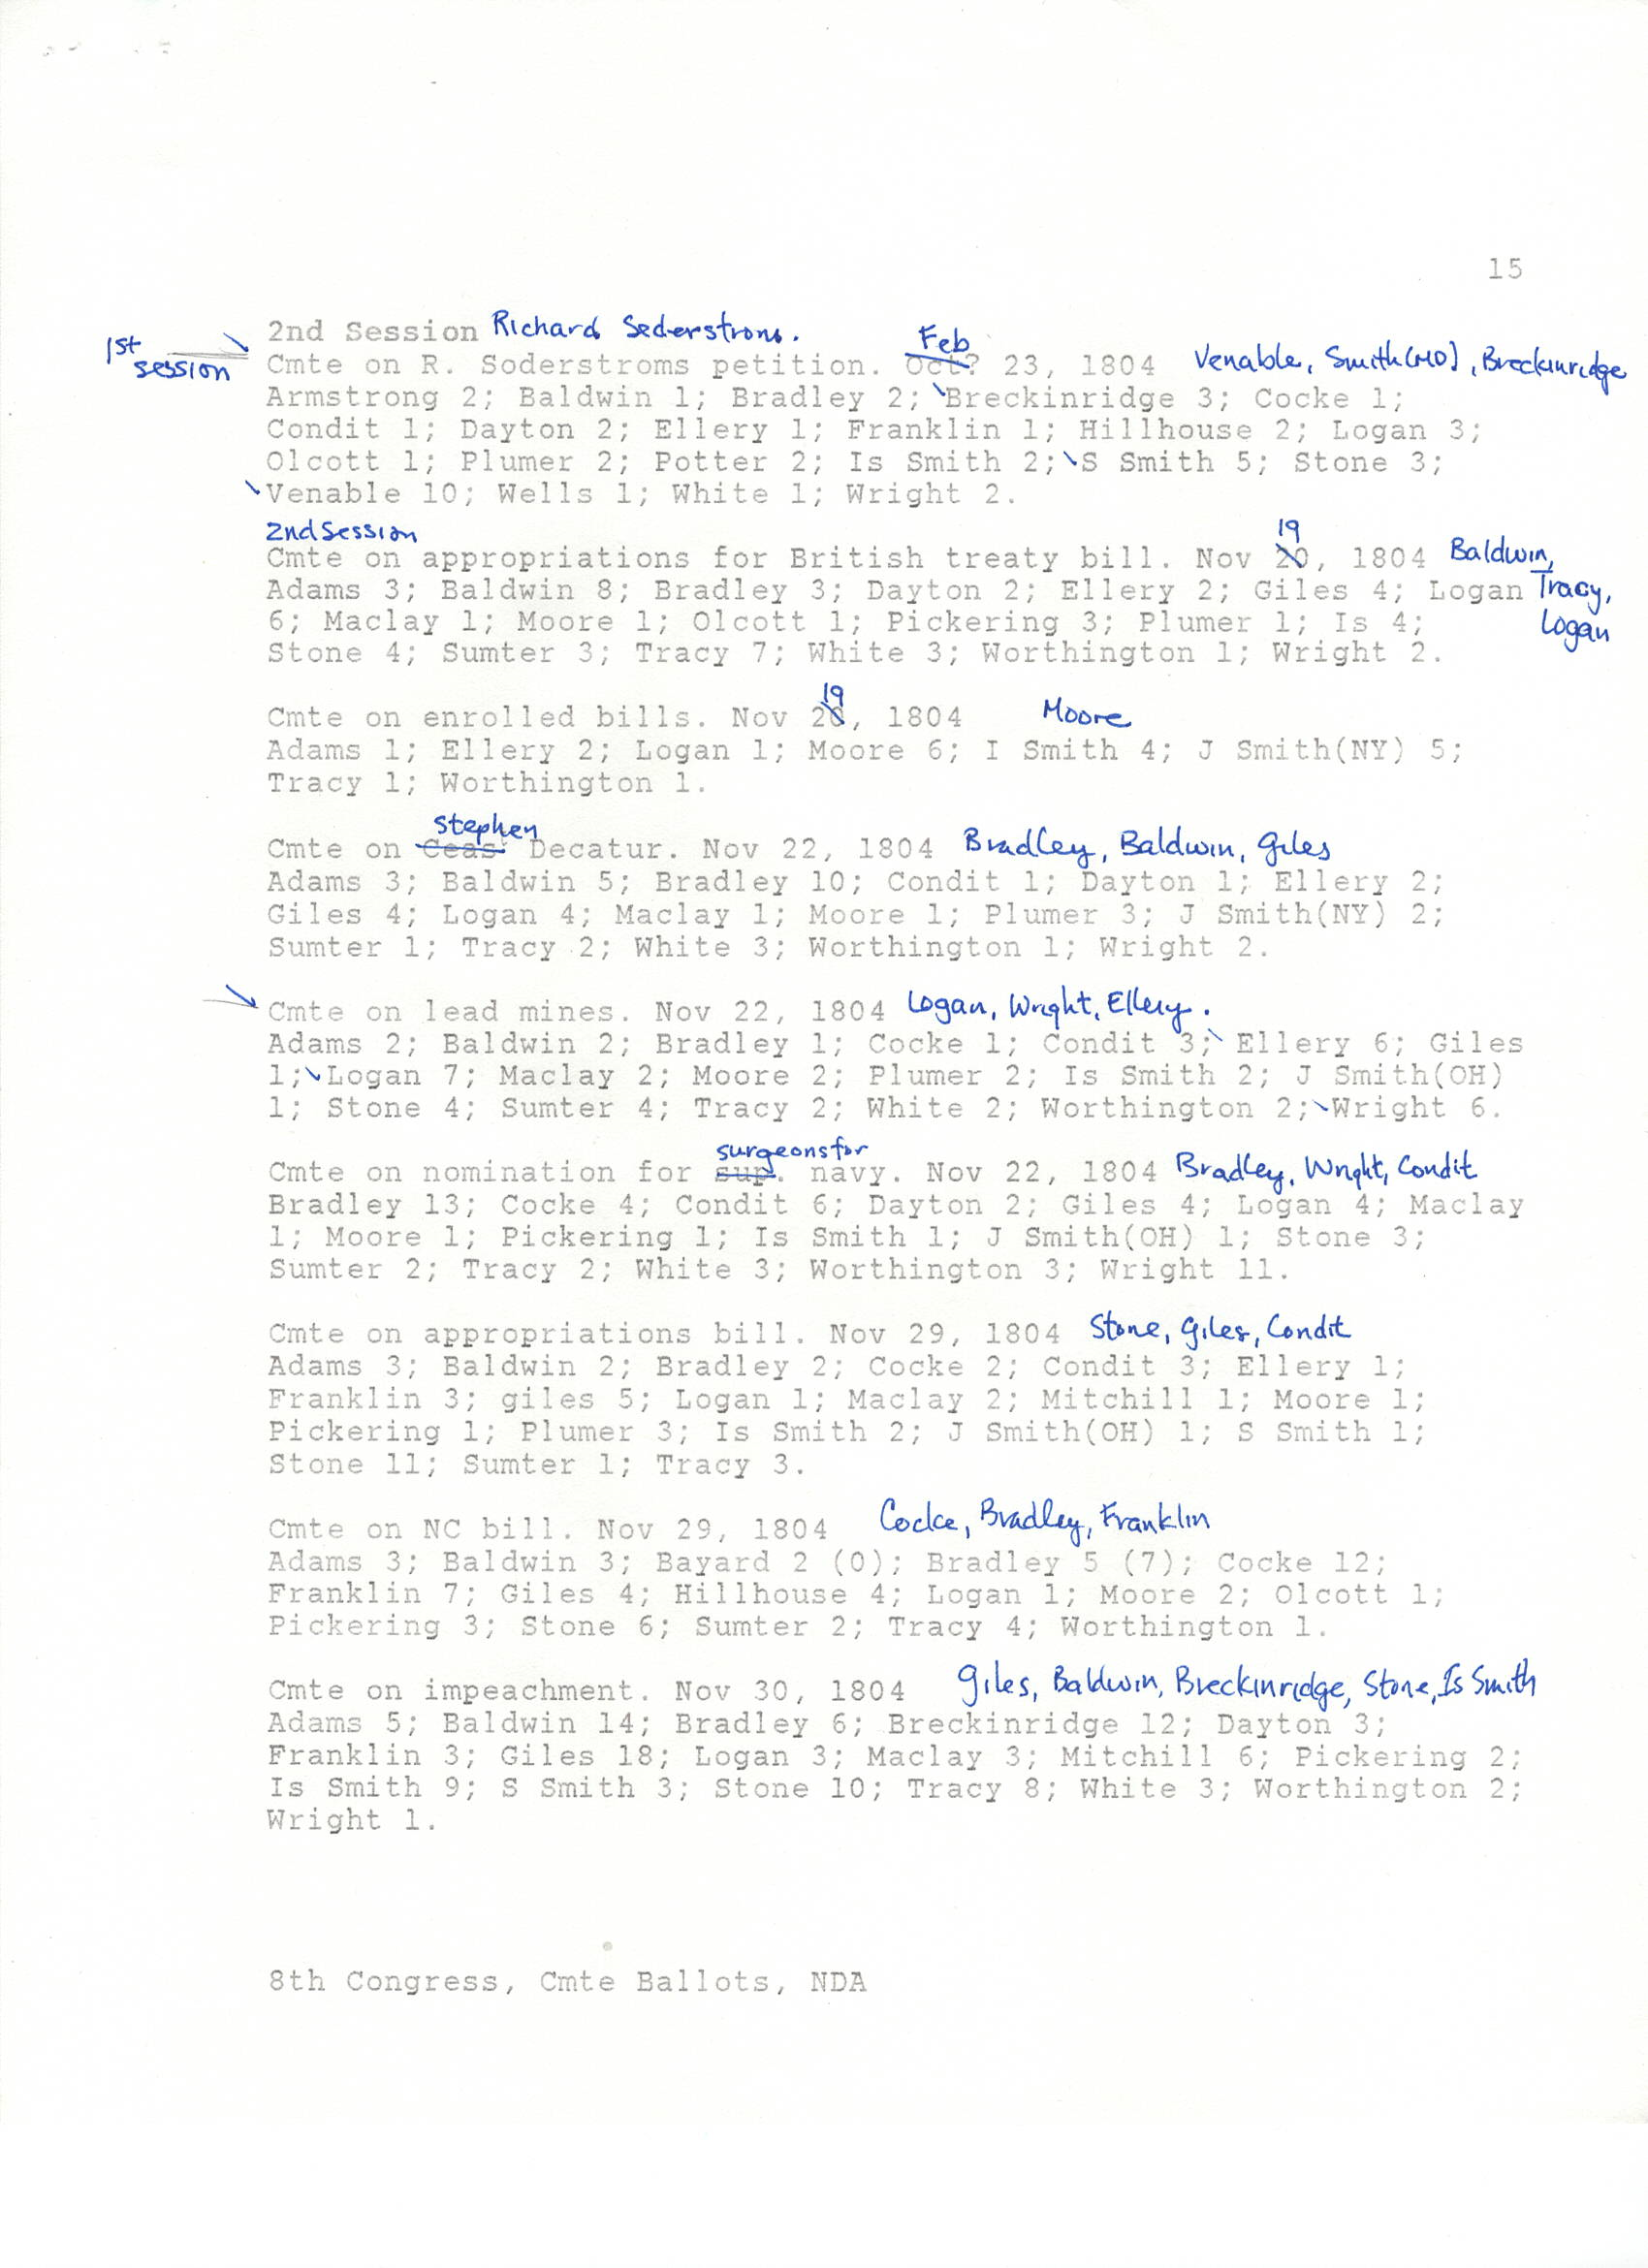 15
2nd Session Richard Sederstrom.
1st session
Feb
Cmte on R. Soderstroms petition. Oct? 23, 1804 Venable, Smith(MD), Breckinridge
Armstrong 2; Baldwin 1; Bradley 2; Breckinridge 3; Cocke 1;
Condit 1; Dayton 2; Ellery 1; Franklin 1; Hillhouse 2; Logan 3;
Olcott 1; Plumer 2; Potter 2; Is Smith 2; S Smith 5; Stone 3;
Venable 10; Wells 1; White 1; Wright 2.
2nd Session
19
Cmte on appropriations for British treaty bill. Nov 20, 1804 Baldwin,
Adams 3; Baldwin 8; Bradley 3; Dayton 2; Ellery 2; Giles 4; Logan Tracy,
6; Maclay 1; Moore 1; Olcott 1; Pickering 3; Plumer 1; Is 4; Logan
Stone 4; Sumter 3; Tracy 7; White 3; Worthington 1; Wright 2.
19
Cmte on enrolled bills. Nov 20, 1804 Moore
Adams 1; Ellery 2; Logan 1; Moore 6; I Smith 4; J Smith(NY) 5;
Tracy 1; Worthington 1.
Stephen
Cmte on Ceas. Decatur. Nov 22, 1804 Bradley, Baldwin, Giles
Adams 3; Baldwin 5; Bradley 10; Condit 1; Dayton 1; Ellery 2;
Giles 4; Logan 4; Maclay 1; Moore 1; Plumer 3; J Smith(NY) 2;
Sumter 1; Tracy 2; White 3; Worthington 1; Wright 2.
Cmte on lead mines. Nov 22, 1804 Logan, Wright, Ellery.
Adams 2; Baldwin 2; Bradley 1; Cocke 1; Condit 3; Ellery 6; Giles
1; Logan 7; Maclay 2; Moore 2; Plumer 2; Is Smith 2; J Smith(OH)
1; Stone 4; Sumter 4; Tracy 2; White 2; Worthington 2; Wright 6.
surgeons for
Cmte on nomination for sup. navy. Nov 22, 1804 Bradley, Wright, Condit
Bradley 13; Cocke 4; Condit 6; Dayton 2; Giles 4; Logan 4; Maclay
1; Moore 1; Pickering 1; Is Smith 1; J Smith(OH) 1; Stone 3;
Sumter 2; Tracy 2; White 3; Worthington 3; Wright 11.
Cmte on appropriations bill. Nov 29, 1804 Stone, Giles, Condit
Adams 3; Baldwin 2; Bradley 2; Cocke 2; Condit 3; Ellery 1;
Franklin 3; giles 5; Logan 1; Maclay 2; Mitchill 1; Moore 1;
Pickering 1; Plumer 3; Is Smith 2; J Smith(OH) 1; S Smith 1;
Stone 11; Sumter 1; Tracy 3.
Cmte on NC bill. Nov 29, 1804 Cocke, Bradley, Franklin
Adams 3; Baldwin 3; Bayard 2 (0); Bradley 5 (7); Cocke 12;
Franklin 7; Giles 4; Hillhouse 4; Logan 1; Moore 2; Olcott 1;
Pickering 3; Stone 6; Sumter 2; Tracy 4; Worthington 1.
Cmte on impeachment. Nov 30, 1804 Giles, Baldwin, Breckinridge, Stone, Is Smith
Adams 5; Baldwin 14; Bradley 6; Breckinridge 12; Dayton 3;
Franklin 3; Giles 18; Logan 3; Maclay 3; Mitchill 6; Pickering 2;
Is Smith 9; S Smith 3; Stone 10; Tracy 8; White 3; Worthington 2;
Wright 1.
8th Congress, Cmte Ballots, NDA